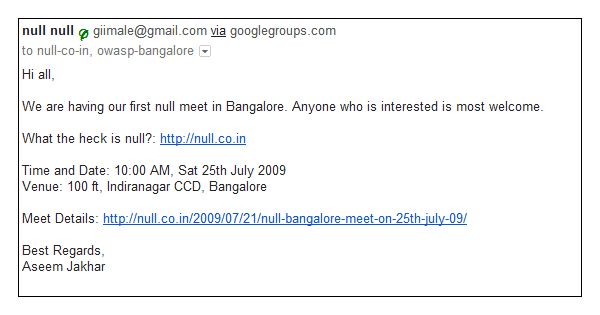 null null giimale@gmail.com via googlegroups.com
to null-co-in, owasp-bangalore
Hi all,
We are having our first null meet in Bangalore. Anyone who is interested is most welcome.
What the heck is null?: http://null.co.in
Time and Date: 10:00 AM, Sat 25th July 2009
Venue: 100 ft, Indiranagar CCD, Bangalore
Meet Details: http://null.co.in/2009/07/21/null-bangalore-meet-on-25th-july-09/
Best Regards,
Aseem Jakhar